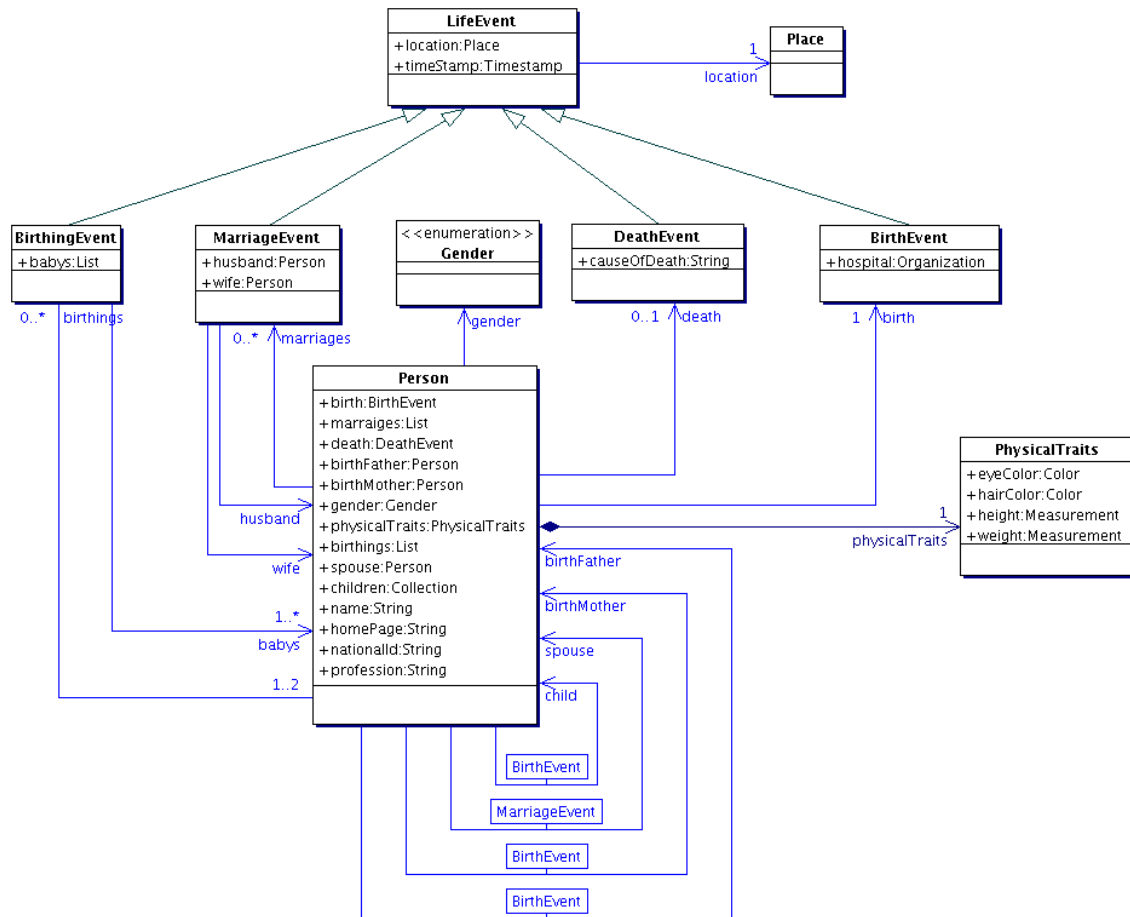 LifeEvent
+location:Place
+timeStamp:Timestamp
1
location
Place
BirthingEvent
+babys:List
MarriageEvent
+husband:Person
+wife:Person
<<enumeration>>
Gender
DeathEvent
+causeOfDeath:String
BirthEvent
+hospital:Organization
0..* birthings
0..* marriages
gender
0..1 death
1 birth
Person
+birth:BirthEvent
+marraiges:List
+death:DeathEvent
+birthFather:Person
+birthMother:Person
+gender:Gender
+physicalTraits:PhysicalTraits
+birthings:List
+spouse:Person
+children:Collection
+name:String
+homePage:String
+nationalId:String
+profession:String
husband
wife
1..*
babys
1..2
birthFather
birthMother
spouse
child
1
physicalTraits
PhysicalTraits
+eyeColor:Color
+hairColor:Color
+height:Measurement
+weight:Measurement
BirthEvent
MarriageEvent
BirthEvent
BirthEvent